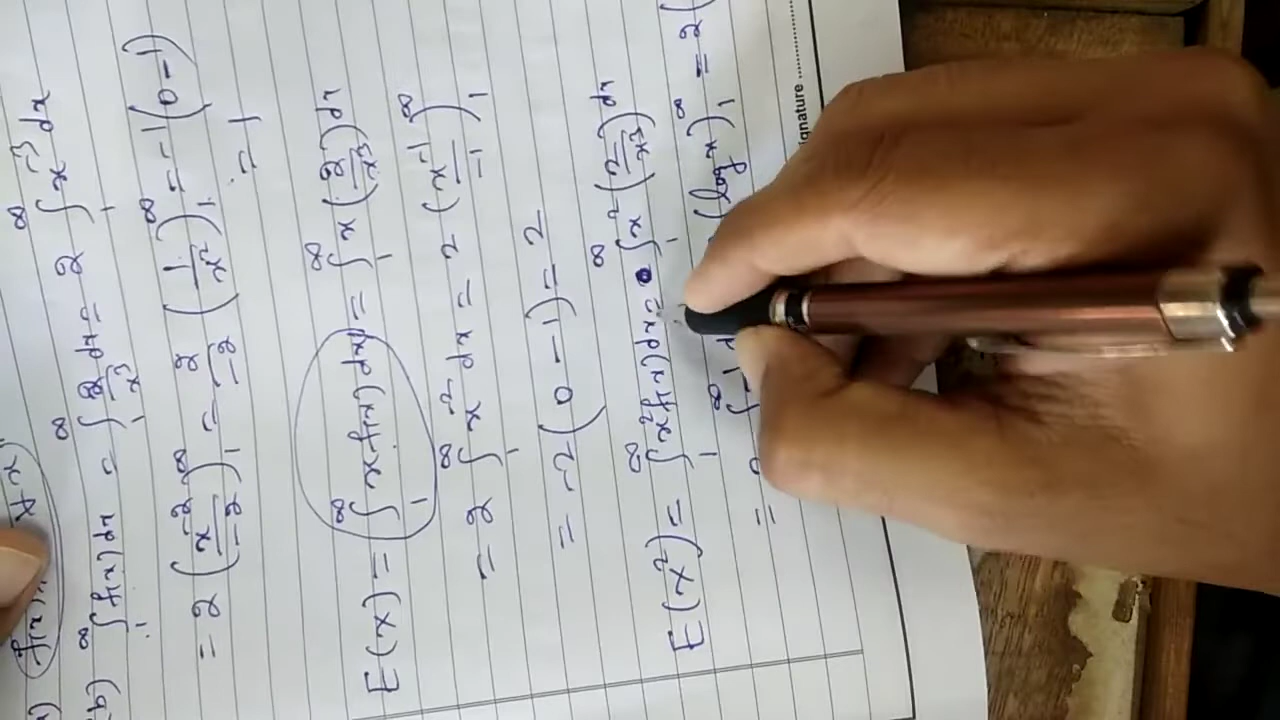 f(x) ∀ x
(b) ∞∫1 f(x) dx = ∞∫1 2/x³ dx = 2 ∞∫1 x⁻³ dx
= 2 (x⁻²/-2)∞1 = 2/-2 (1/x²)∞1 = -1(0-1)
= 1
E(x) = ∞∫1 x f(x) dx = ∞∫1 x (2/x³) dx
= 2 ∞∫1 x⁻² dx = 2 (x⁻¹/-1)∞1
= -2(0-1) = 2
E(x²) = ∞∫1 x² f(x) dx = ∞∫1 x² (2/x³) dx
= ∞∫1 (log x)∞1 = 2(